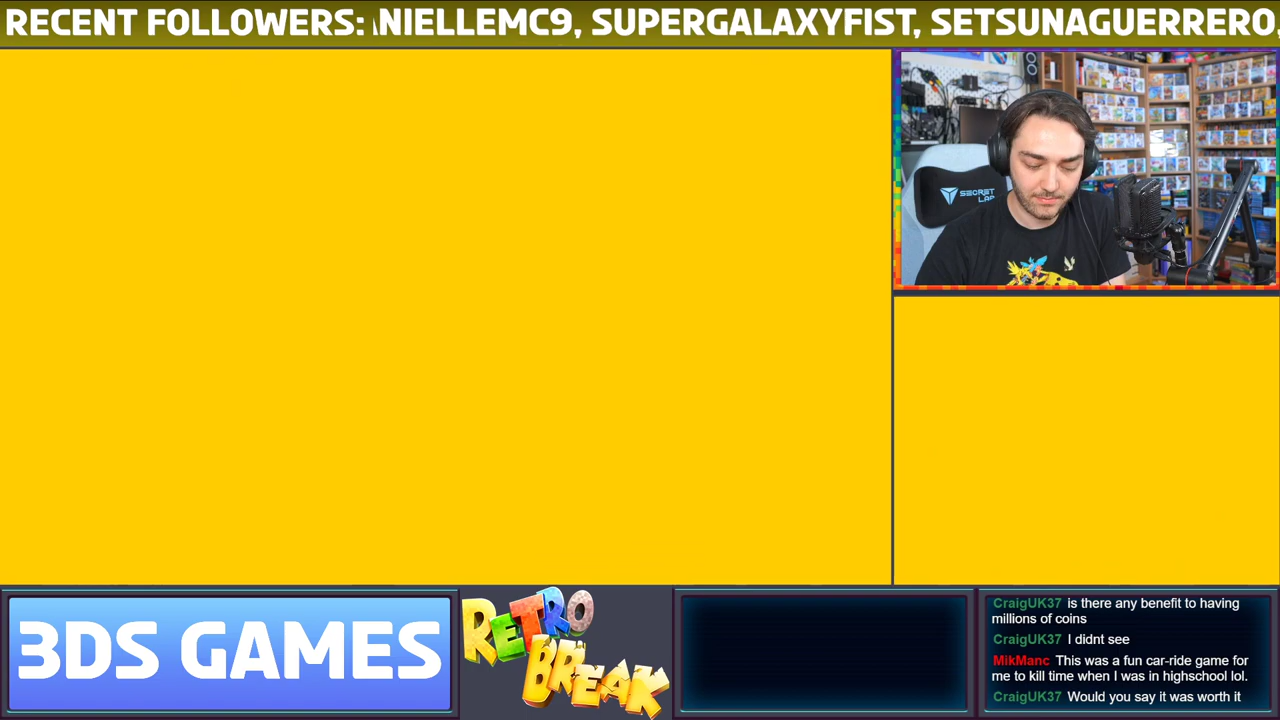 RECENT FOLLOWERS: NIELLEMC9, SUPERGALAXYFIST, SETSUNAGUERRERO,
SECRET
LAB
3DS GAMES
RETRO
BREAK
CraigUK37 is there any benefit to having
millions of coins
CraigUK37 I didnt see
MikManc This was a fun car-ride game for
me to kill time when I was in highschool lol.
CraigUK37 Would you say it was worth it